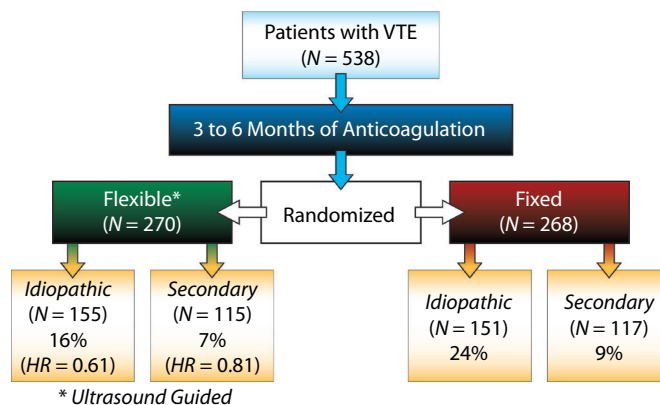 Patients with VTE
(N = 538)
3 to 6 Months of Anticoagulation
Flexible*
(N = 270)
Randomized
Fixed
(N = 268)
Idiopathic
(N = 155)
16%
(HR = 0.61)
Secondary
(N = 115)
7%
(HR = 0.81)
Idiopathic
(N = 151)
24%
Secondary
(N = 117)
9%
* Ultrasound Guided